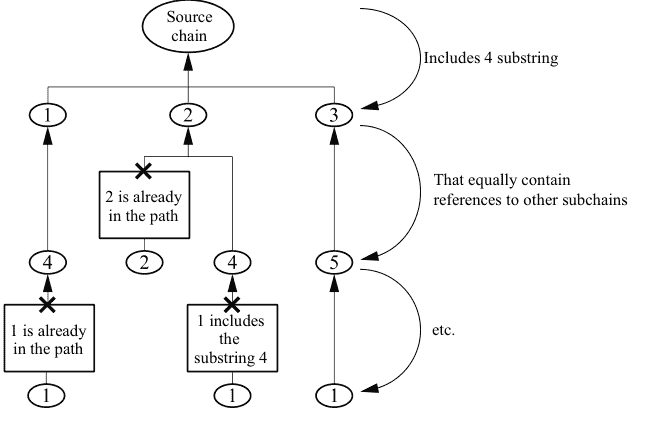 Source
chain
Includes 4 substring
1
2
3
2 is already
in the path
That equally contain
references to other subchains
4
2
4
5
1 is already
in the path
1 includes
the
substring 4
etc.
1
1
1